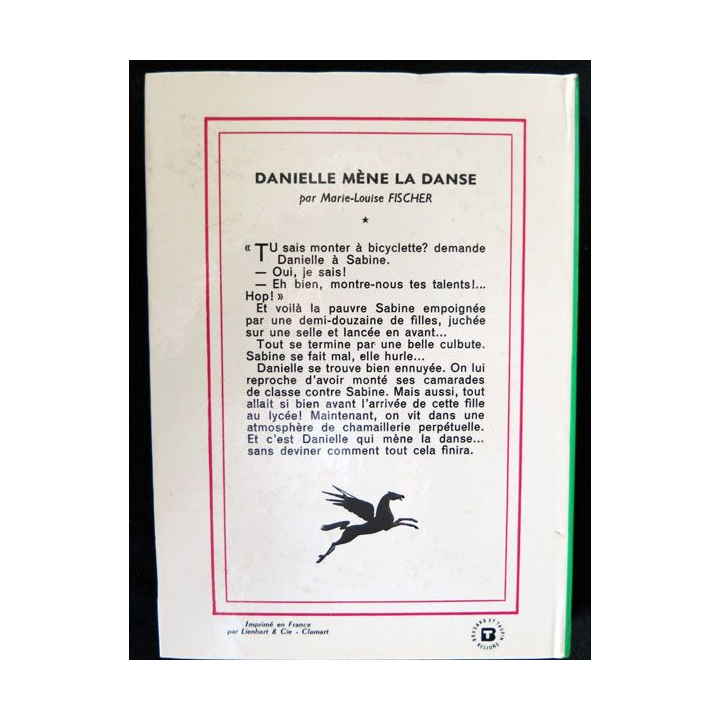 DANIELLE MÈNE LA DANSE
par Marie-Louise FISCHER
★
« TU sais monter à bicyclette? demande
Danielle à Sabine.
— Oui, je sais!
— Eh bien, montre-nous tes talents!...
Hop! »
Et voilà la pauvre Sabine empoignée
par une demi-douzaine de filles, juchée
sur une selle et lancée en avant...
Tout se termine par une belle culbute.
Sabine se fait mal, elle hurle...
Danielle se trouve bien ennuyée. On lui
reproche d'avoir monté ses camarades
de classe contre Sabine. Mais aussi, tout
allait si bien avant l'arrivée de cette fille
au lycée! Maintenant, on vit dans une
atmosphère de chamaillerie perpétuelle.
Et c'est Danielle qui mène la danse...
sans deviner comment tout cela finira.
Imprimé en France
par Lienhart & Cie - Clamart
BRODARD ET TAUPIN
BT
RELIURE